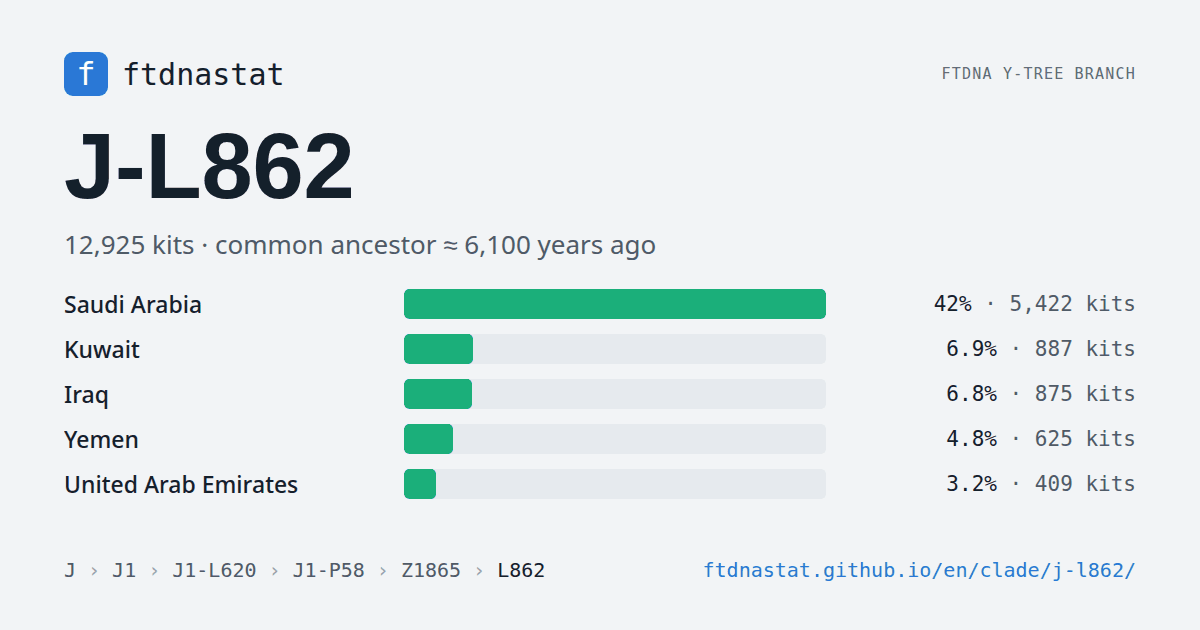 f ftdnastat
FTDNA Y-TREE BRANCH
J-L862
12,925 kits · common ancestor ≈ 6,100 years ago
Saudi Arabia 42% · 5,422 kits
Kuwait 6.9% · 887 kits
Iraq 6.8% · 875 kits
Yemen 4.8% · 625 kits
United Arab Emirates 3.2% · 409 kits
J › J1 › J1-L620 › J1-P58 › Z1865 › L862
ftdnastat.github.io/en/clade/j-l862/